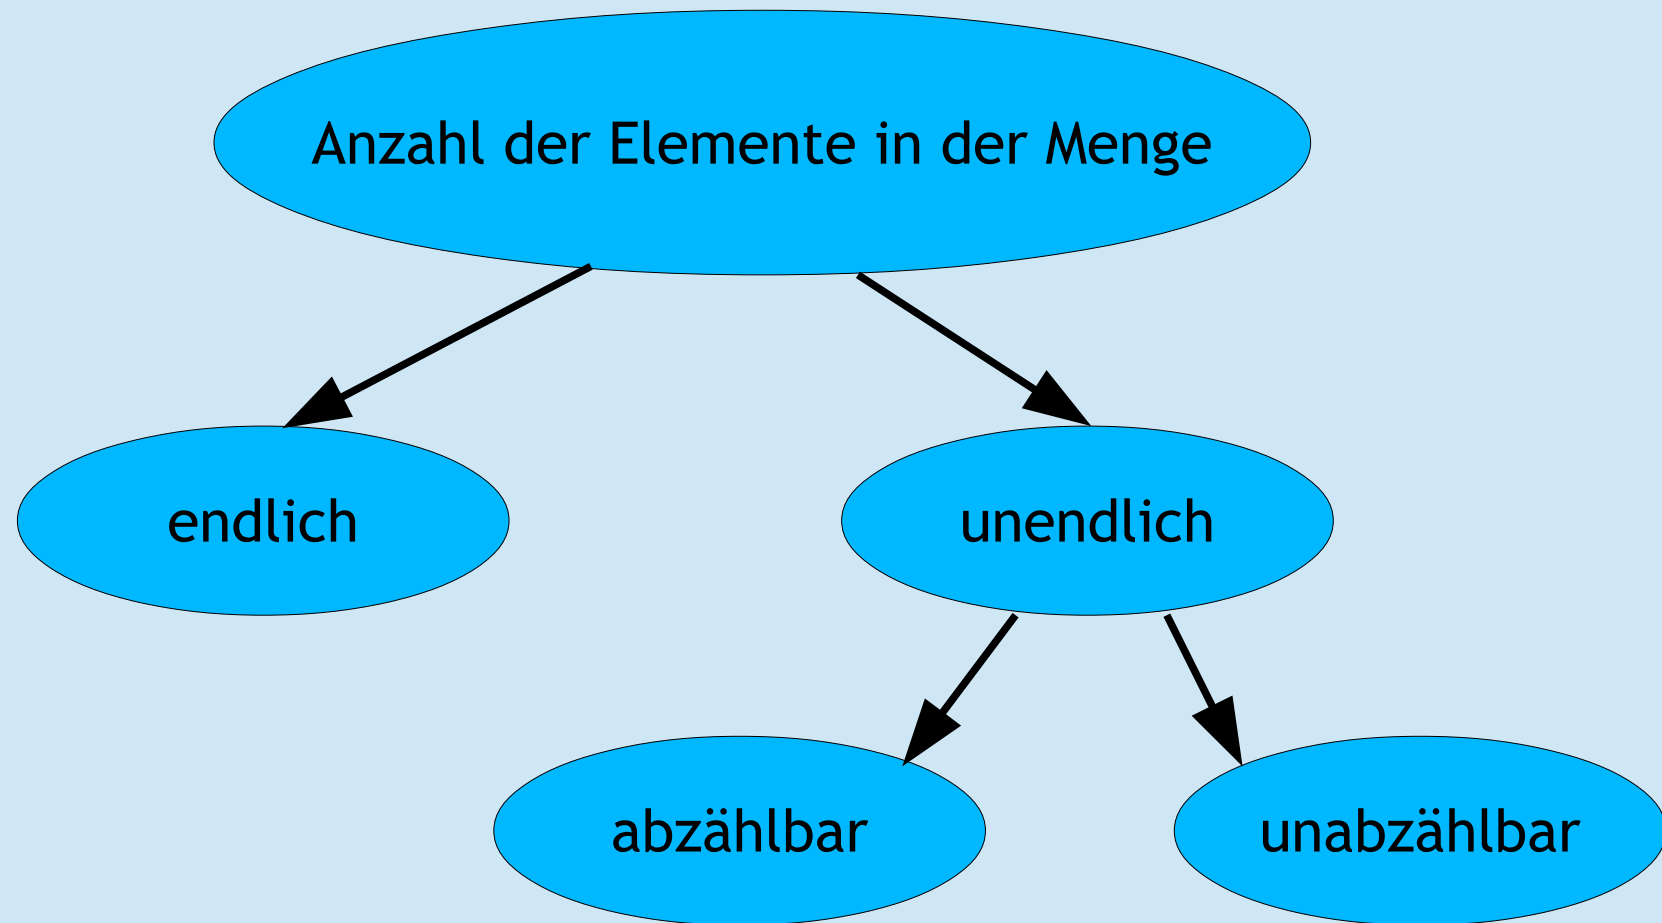 Anzahl der Elemente in der Menge
endlich
unendlich
abzählbar
unabzählbar